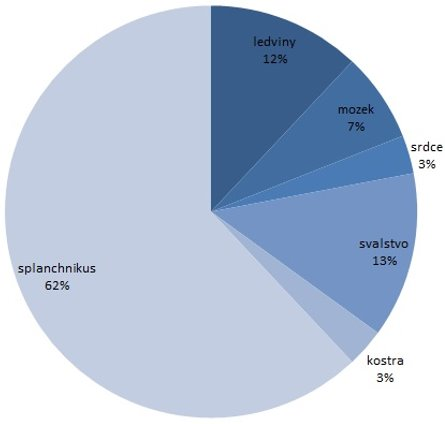 ledviny
12%
mozek
7%
srdce
3%
svalstvo
13%
kostra
3%
splanchnikus
62%